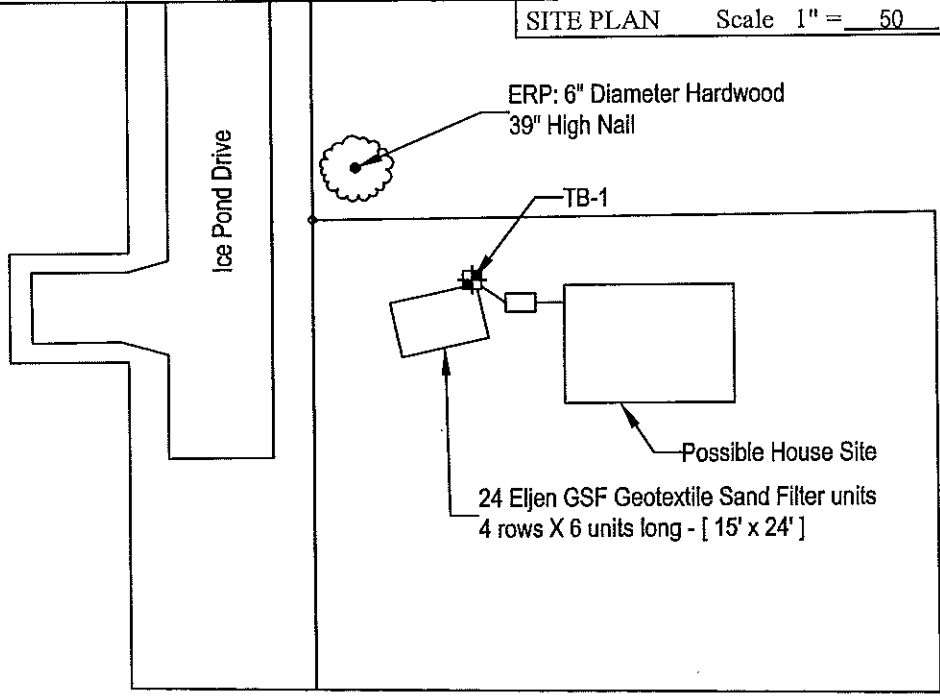 SITE PLAN Scale 1" = 50
ERP: 6" Diameter Hardwood
39" High Nail
Ice Pond Drive
TB-1
Possible House Site
24 Eljen GSF Geotextile Sand Filter units
4 rows X 6 units long - [ 15' x 24' ]